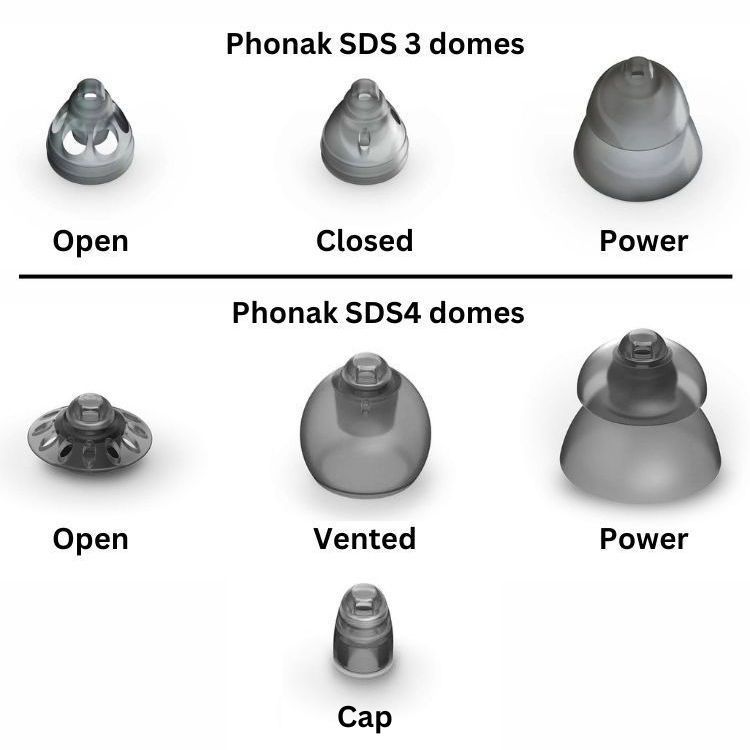 Phonak SDS 3 domes
Open
Closed
Power
Phonak SDS4 domes
Open
Vented
Power
Cap